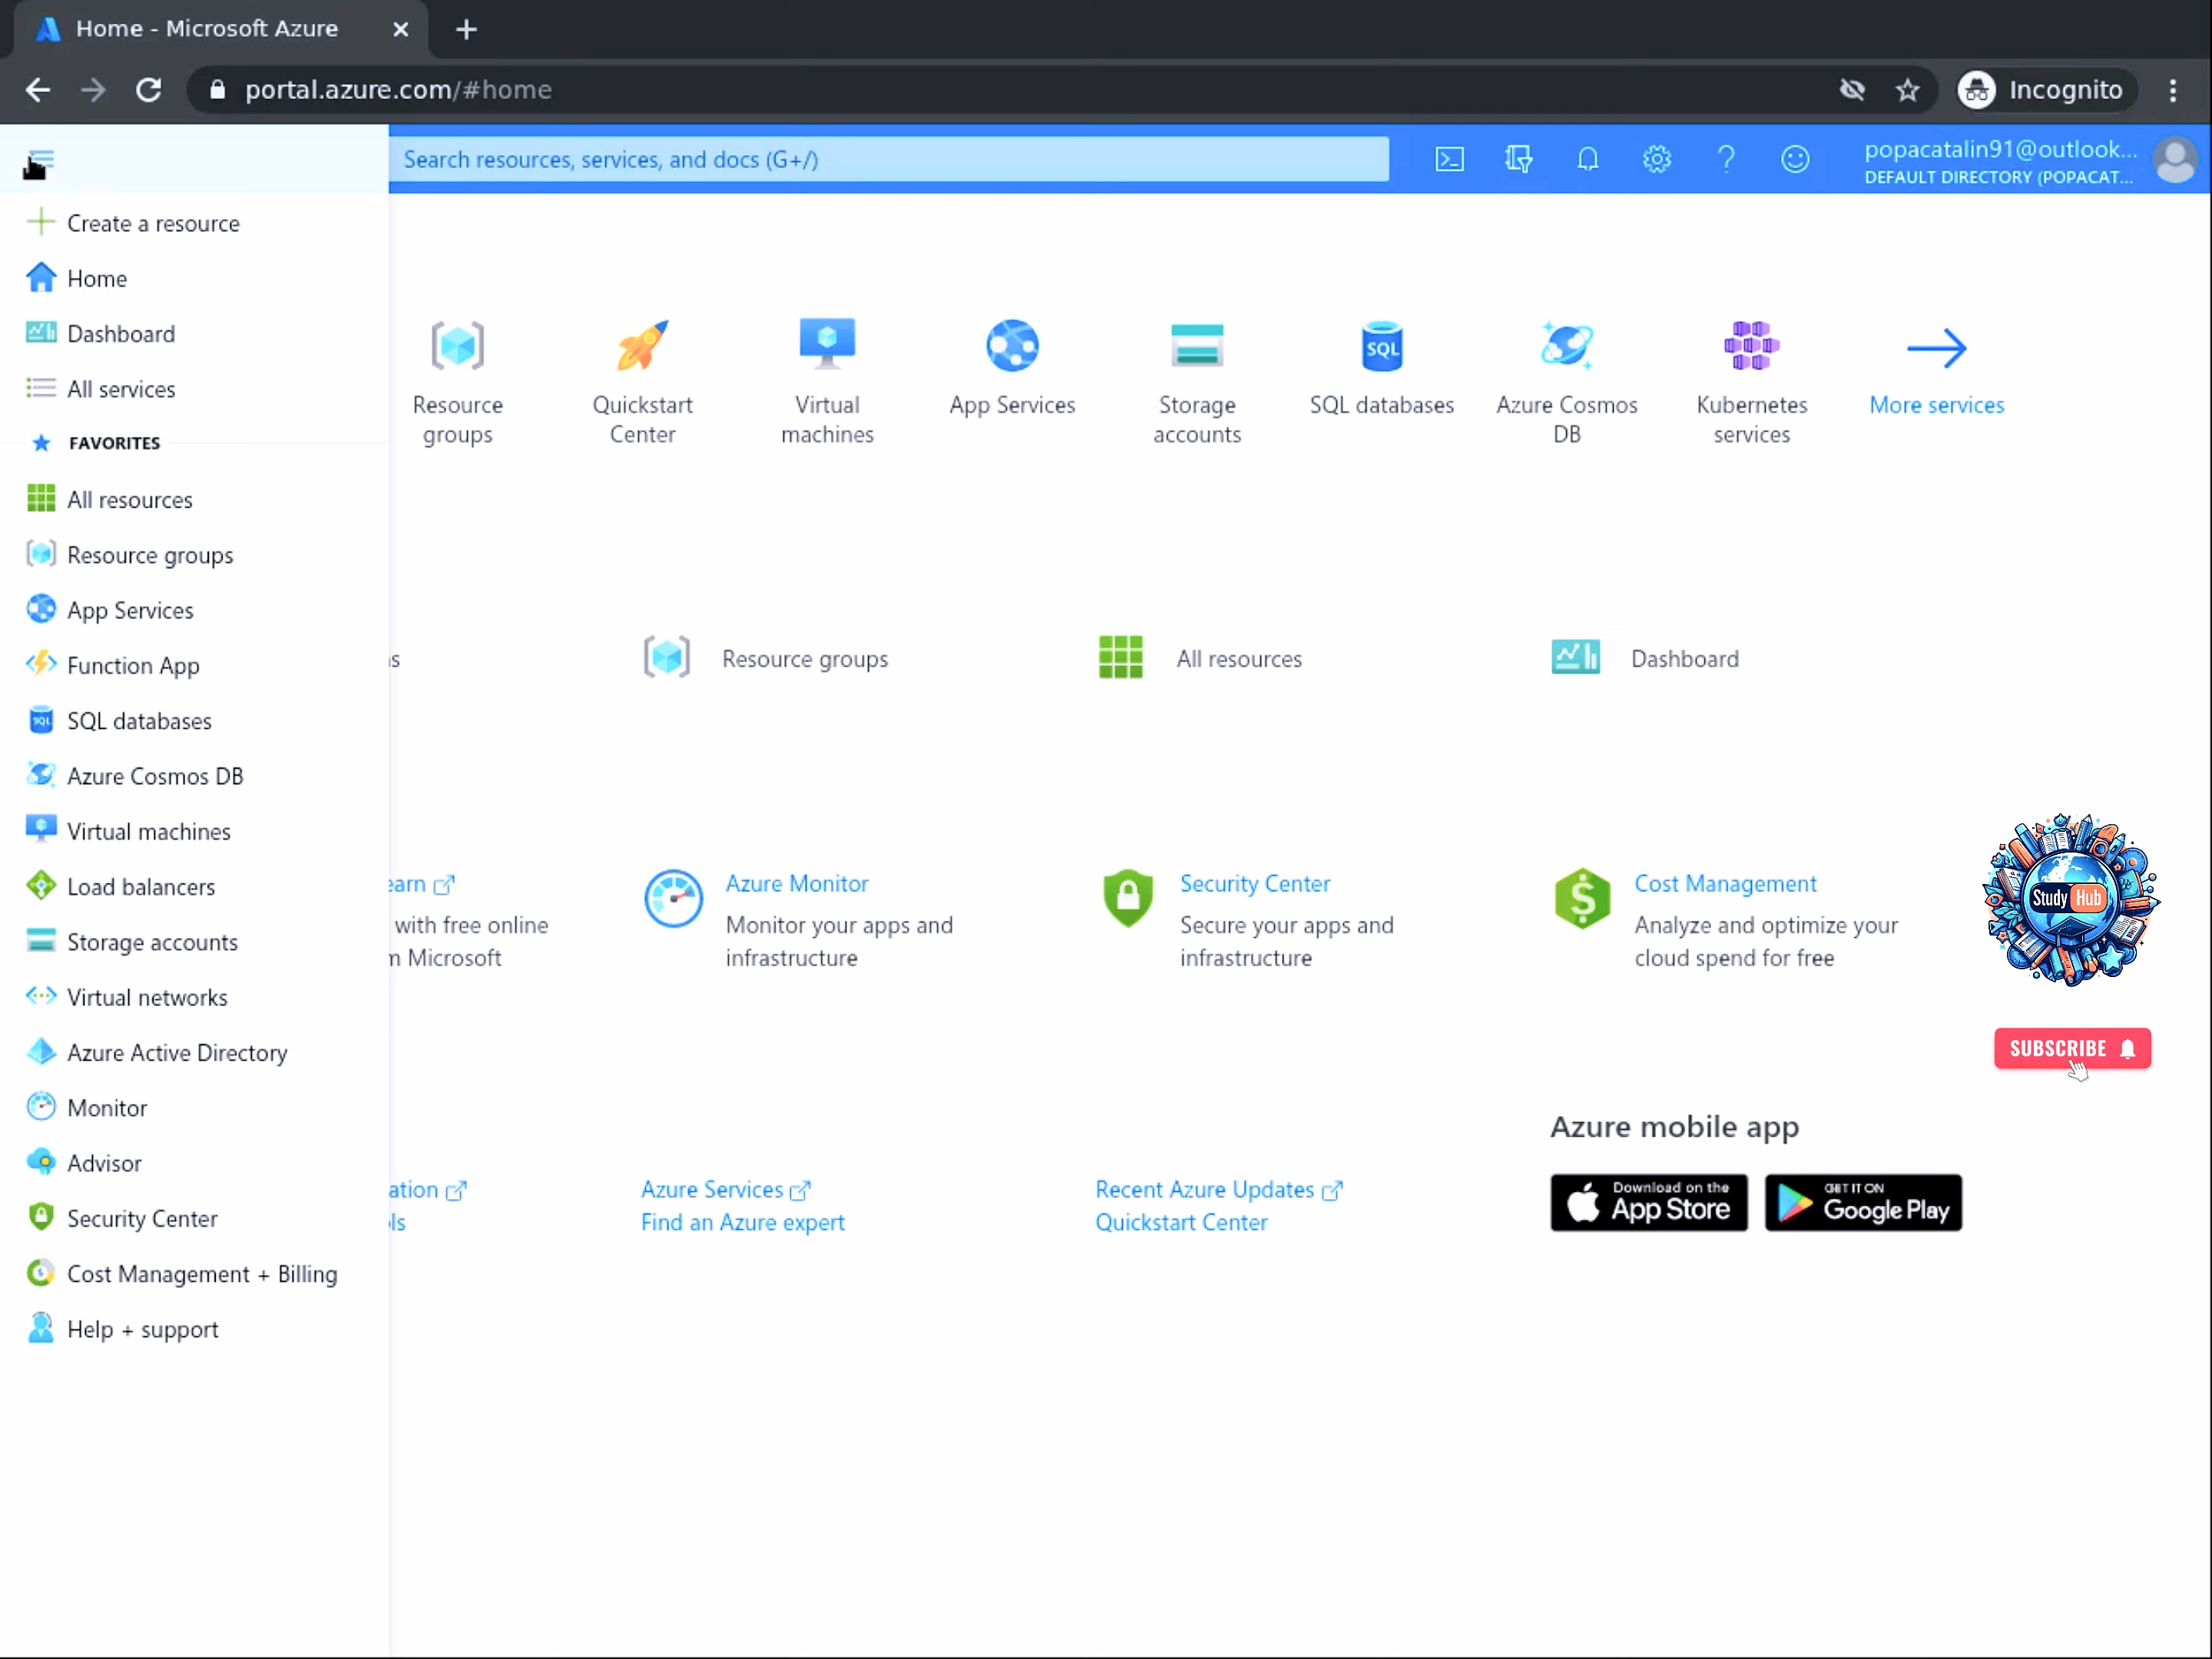 Home - Microsoft Azure
portal.azure.com/#home
Incognito
Search resources, services, and docs (G+/)
popacatalin91@outlook...
DEFAULT DIRECTORY (POPACAT...
Create a resource
Home
Dashboard
All services
FAVORITES
All resources
Resource groups
App Services
Function App
SQL databases
Azure Cosmos DB
Virtual machines
Load balancers
Storage accounts
Virtual networks
Azure Active Directory
Monitor
Advisor
Security Center
Cost Management + Billing
Help + support
Resource
groups
Quickstart
Center
Virtual
machines
App Services
Storage
accounts
SQL
SQL databases
Azure Cosmos
DB
Kubernetes
services
More services
Resource groups
All resources
Dashboard
with free online
Microsoft
Azure Monitor
Monitor your apps and
infrastructure
Security Center
Secure your apps and
infrastructure
Cost Management
Analyze and optimize your
cloud spend for free
Study Hub
SUBSCRIBE
Azure Services
Find an Azure expert
Recent Azure Updates
Quickstart Center
Azure mobile app
Download on the
App Store
GET IT ON
Google Play